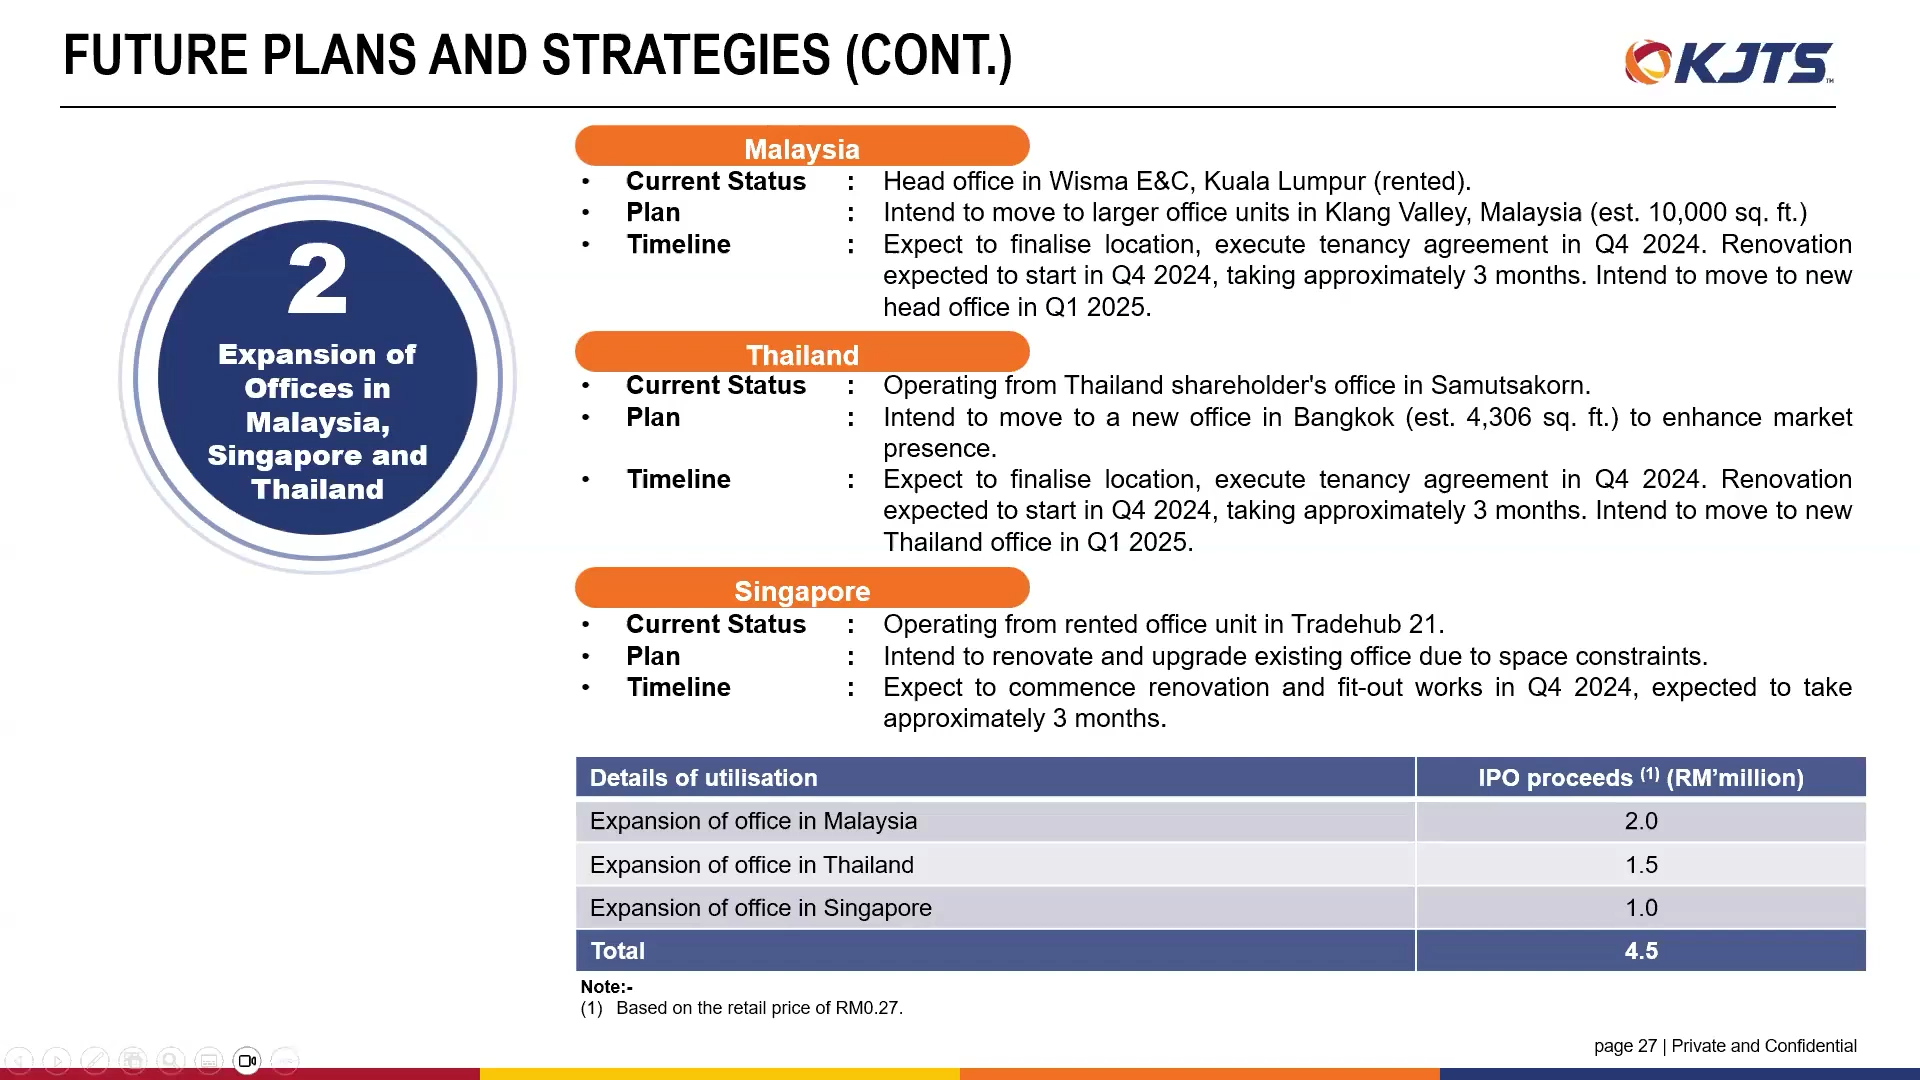 FUTURE PLANS AND STRATEGIES (CONT.)
KJTS™
2
Expansion of
Offices in
Malaysia,
Singapore and
Thailand
Malaysia
• Current Status : Head office in Wisma E&C, Kuala Lumpur (rented).
• Plan : Intend to move to larger office units in Klang Valley, Malaysia (est. 10,000 sq. ft.)
• Timeline : Expect to finalise location, execute tenancy agreement in Q4 2024. Renovation
expected to start in Q4 2024, taking approximately 3 months. Intend to move to new
head office in Q1 2025.
Thailand
• Current Status : Operating from Thailand shareholder's office in Samutsakorn.
• Plan : Intend to move to a new office in Bangkok (est. 4,306 sq. ft.) to enhance market
presence.
• Timeline : Expect to finalise location, execute tenancy agreement in Q4 2024. Renovation
expected to start in Q4 2024, taking approximately 3 months. Intend to move to new
Thailand office in Q1 2025.
Singapore
• Current Status : Operating from rented office unit in Tradehub 21.
• Plan : Intend to renovate and upgrade existing office due to space constraints.
• Timeline : Expect to commence renovation and fit-out works in Q4 2024, expected to take
approximately 3 months.
Details of utilisation IPO proceeds (1) (RM’million)
Expansion of office in Malaysia 2.0
Expansion of office in Thailand 1.5
Expansion of office in Singapore 1.0
Total 4.5
Note:-
(1) Based on the retail price of RM0.27.
page 27 | Private and Confidential